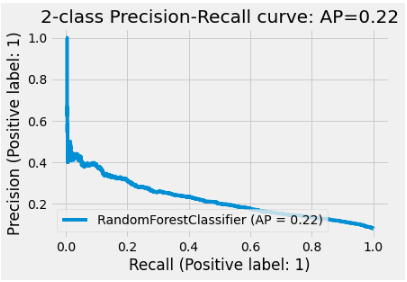 2-class Precision-Recall curve: AP=0.22
Precision (Positive label: 1)
1.0
0.8
0.6
0.4
0.2
RandomForestClassifier (AP = 0.22)
0.0 0.2 0.4 0.6 0.8 1.0
Recall (Positive label: 1)